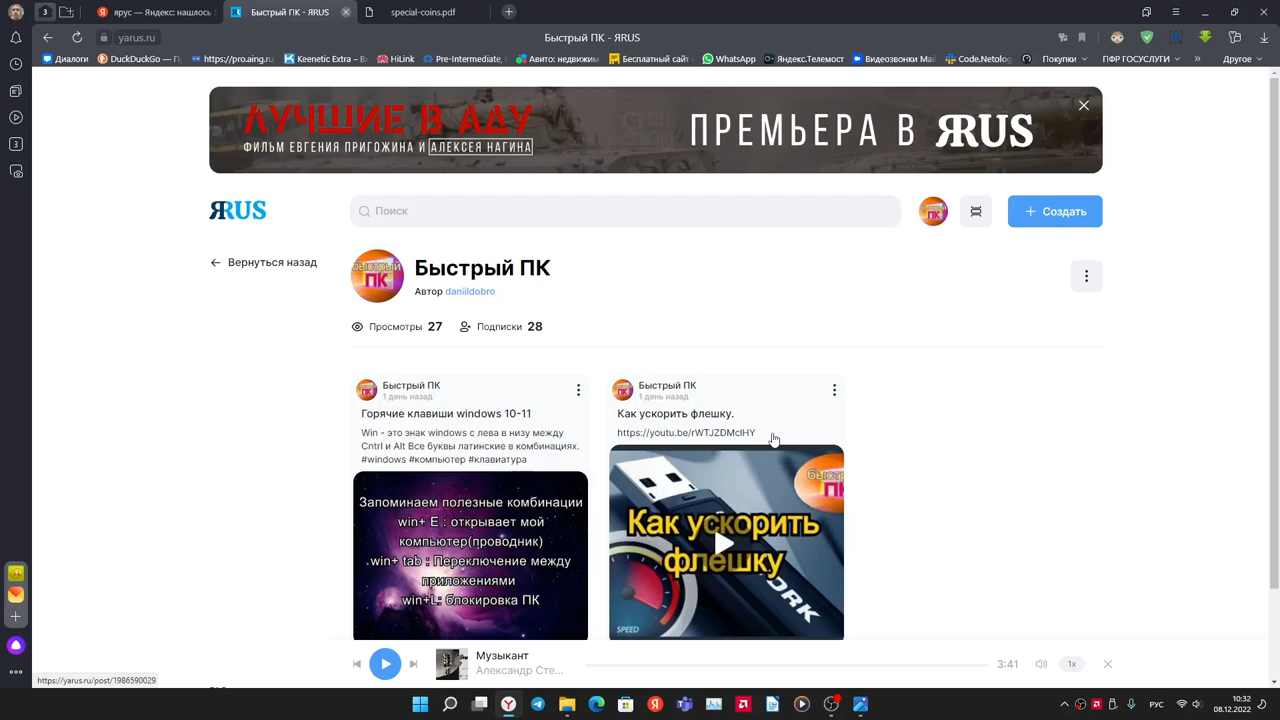 3
ярус — Яндекс: нашлось
Быстрый ПК - ЯRUS
special-coins.pdf
yarus.ru
Быстрый ПК - ЯRUS
Диалоги
DuckDuckGo — П
https://pro.aing.ru
Keenetic Extra – В
HiLink
Pre-Intermediate,
Авито: недвижим
Бесплатный сайт
WhatsApp
Яндекс.Телемост
Видеозвонки Mail
Code.Netolog
Покупки
ПФР ГОСУСЛУГИ
»
Другое
3
ЛУЧШИЕ В АДУ
ФИЛЬМ ЕВГЕНИЯ ПРИГОЖИНА И АЛЕКСЕЯ НАГИНА
ПРЕМЬЕРА В ЯRUS
ЯRUS
Поиск
Создать
Вернуться назад
быстрый ПК
Быстрый ПК
Автор daniildobro
Просмотры 27
Подписки 28
Быстрый ПК
1 день назад
Горячие клавиши windows 10-11
Win - это знак windows с лева в низу между
Cntrl и Alt Все буквы латинские в комбинациях.
#windows #компьютер #клавиатура
Запоминаем полезные комбинации
win+ E : открывает мой
компьютер(проводник)
win+ tab : Переключение между
приложениями
win+L: блокировка ПК
Быстрый ПК
1 день назад
Как ускорить флешку.
https://youtu.be/rWTJZDMcIHY
Как ускорить
флешку
SPEED
WORK
Музыкант
Александр Сте...
3:41
1x
https://yarus.ru/post/1986590029
РУС
10:32
08.12.2022